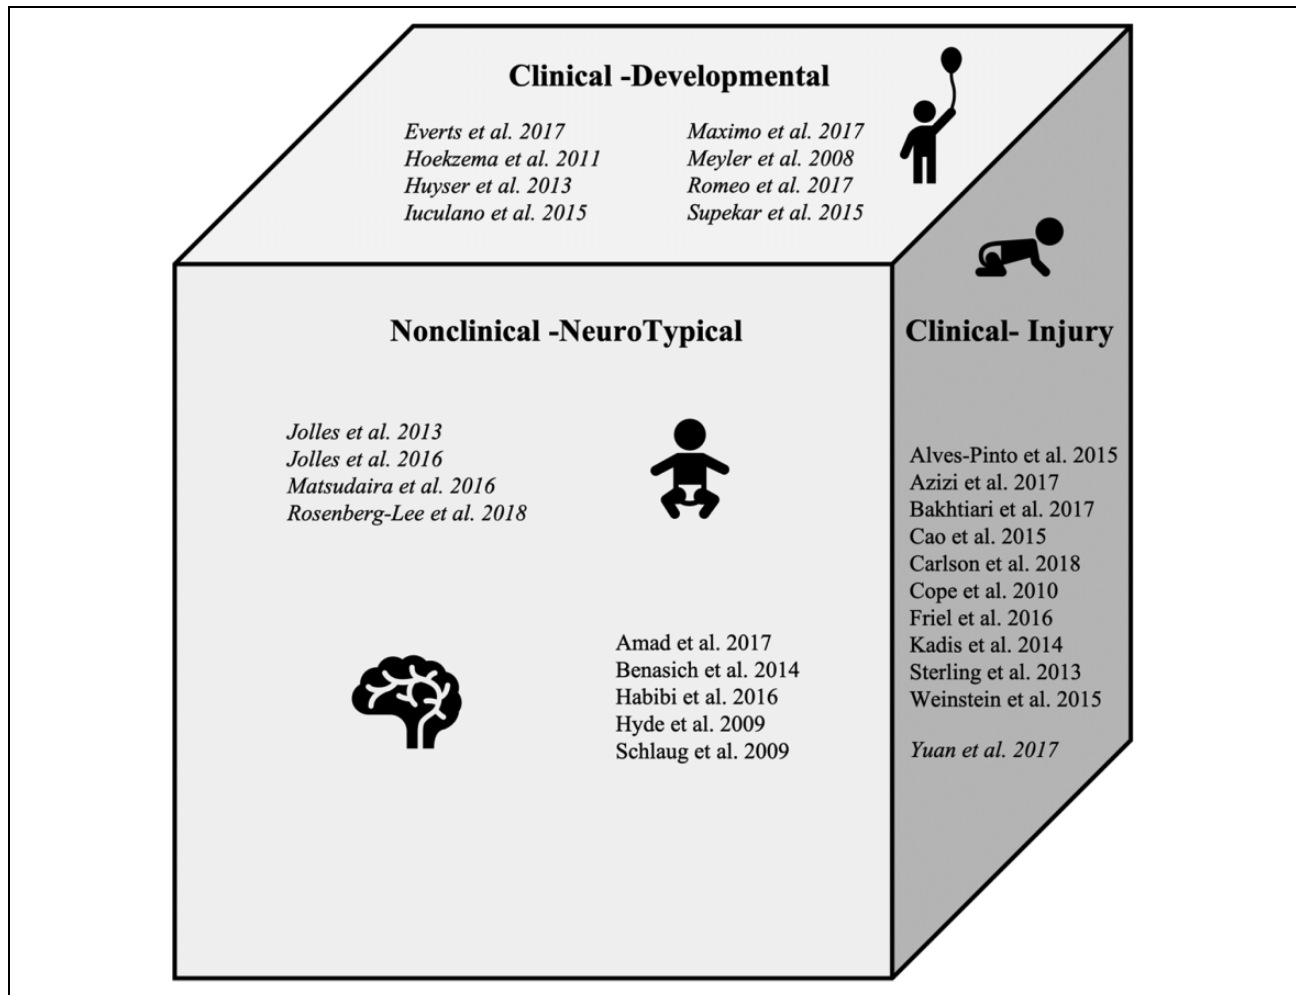 Clinical -Developmental
Everts et al. 2017
Hoekzema et al. 2011
Huyser et al. 2013
Iuculano et al. 2015
Maximo et al. 2017
Meyler et al. 2008
Romeo et al. 2017
Supekar et al. 2015
Nonclinical -NeuroTypical
Jolles et al. 2013
Jolles et al. 2016
Matsudaira et al. 2016
Rosenberg-Lee et al. 2018
Amad et al. 2017
Benasich et al. 2014
Habibi et al. 2016
Hyde et al. 2009
Schlaug et al. 2009
Clinical- Injury
Alves-Pinto et al. 2015
Azizi et al. 2017
Bakhtiari et al. 2017
Cao et al. 2015
Carlson et al. 2018
Cope et al. 2010
Friel et al. 2016
Kadis et al. 2014
Sterling et al. 2013
Weinstein et al. 2015
Yuan et al. 2017